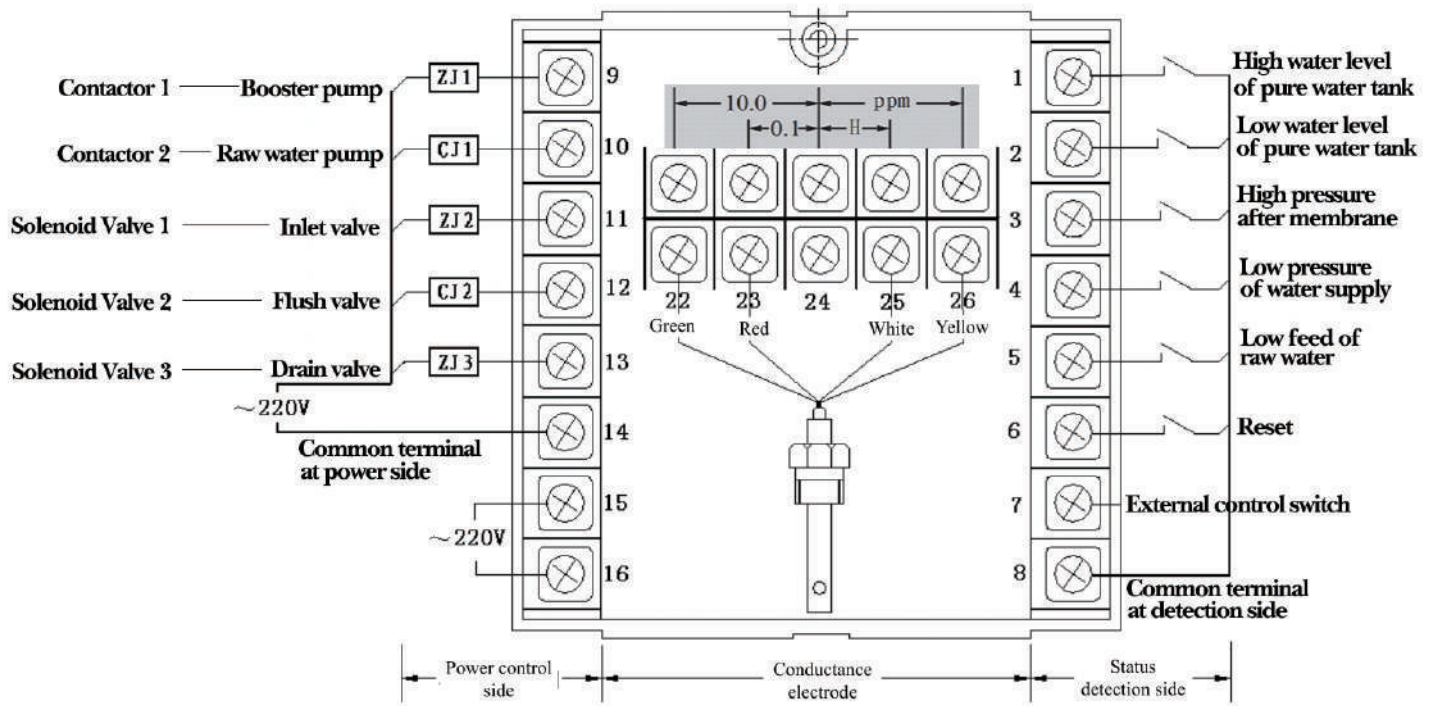 Contactor 1
Booster pump
ZJ1
9
Contactor 2
Raw water pump
CJ1
10
Solenoid Valve 1
Inlet valve
ZJ2
11
Solenoid Valve 2
Flush valve
CJ2
12
Solenoid Valve 3
Drain valve
ZJ3
13
~220V
14
Common terminal
at power side
15
~220V
16
10.0
ppm
0.1
H
22
23
24
25
26
Green
Red
White
Yellow
1
High water level
of pure water tank
2
Low water level
of pure water tank
3
High pressure
after membrane
4
Low pressure
of water supply
5
Low feed of
raw water
6
Reset
7
External control switch
8
Common terminal
at detection side
Power control
side
Conductance
electrode
Status
detection side